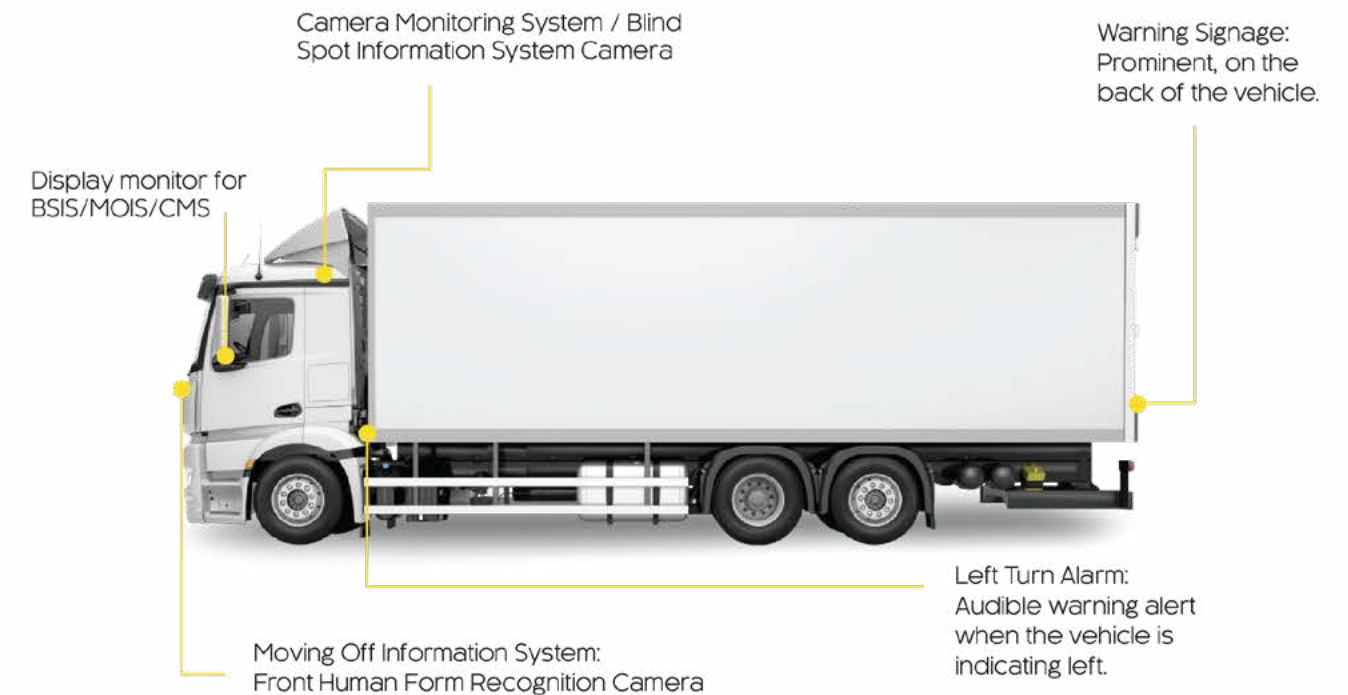 Camera Monitoring System / Blind
Spot Information System Camera
Warning Signage:
Prominent, on the
back of the vehicle.
Display monitor for
BSIS/MOIS/CMS
Left Turn Alarm:
Audible warning alert
when the vehicle is
indicating left.
Moving Off Information System:
Front Human Form Recognition Camera